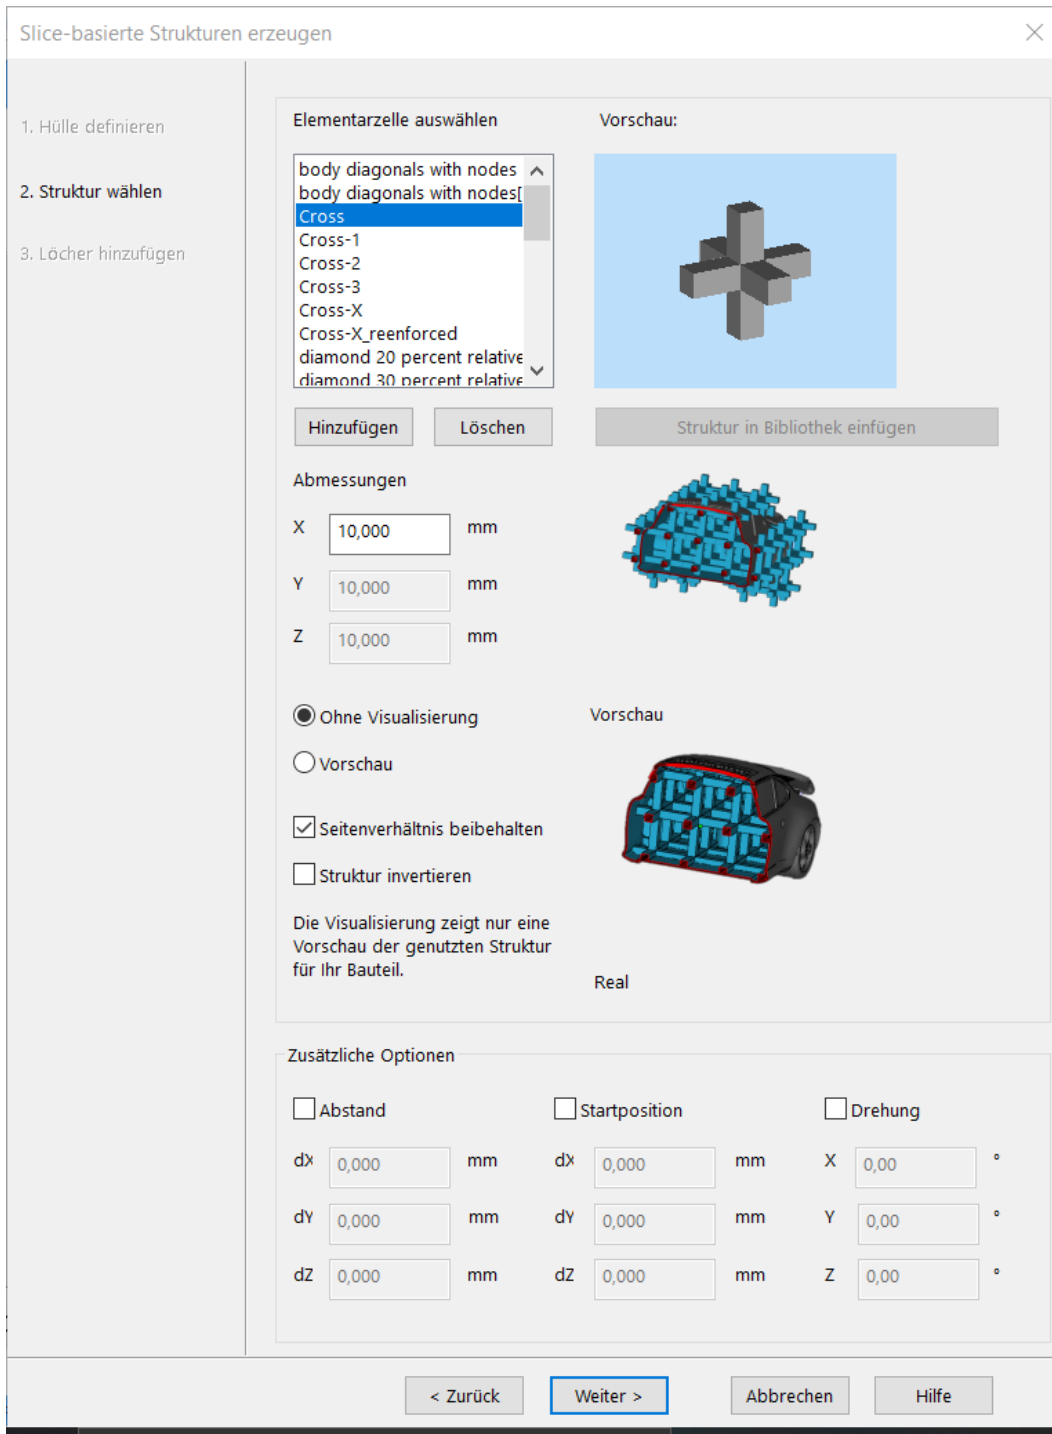 Slice-basierte Strukturen erzeugen
1. Hülle definieren
2. Struktur wählen
3. Löcher hinzufügen
Elementarzelle auswählen
Vorschau:
body diagonals with nodes
body diagonals with nodes[
Cross
Cross-1
Cross-2
Cross-3
Cross-X
Cross-X_reenforced
diamond 20 percent relative
diamond 30 percent relative
Hinzufügen
Löschen
Struktur in Bibliothek einfügen
Abmessungen
X 10,000 mm
Y 10,000 mm
Z 10,000 mm
Ohne Visualisierung
Vorschau
Vorschau
Seitenverhältnis beibehalten
Struktur invertieren
Die Visualisierung zeigt nur eine
Vorschau der genutzten Struktur
für Ihr Bauteil.
Real
Zusätzliche Optionen
Abstand
Startposition
Drehung
dX 0,000 mm dX 0,000 mm X 0,00 °
dY 0,000 mm dY 0,000 mm Y 0,00 °
dZ 0,000 mm dZ 0,000 mm Z 0,00 °
< Zurück
Weiter >
Abbrechen
Hilfe